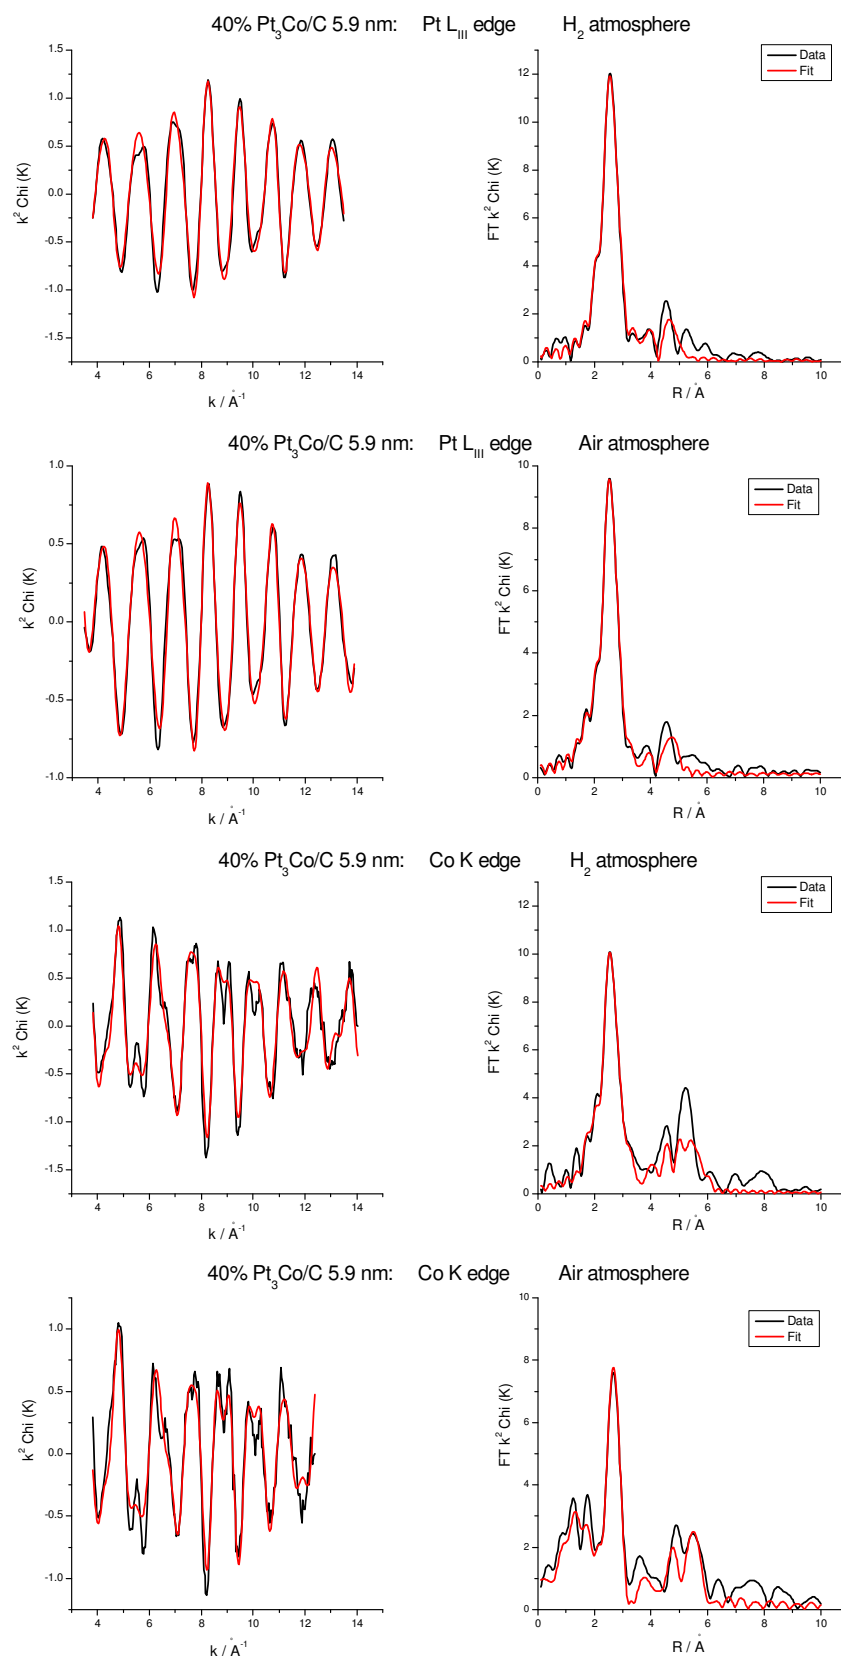 40% Pt3Co/C 5.9 nm: Pt LIII edge H2 atmosphere
1.5
1.0
0.5
0.0
-0.5
-1.0
-1.5
k2 Chi (K)
4 6 8 10 12 14
k / Å-1
12
10
8
6
4
2
0
FT k2 Chi (K)
0 2 4 6 8 10
R / Å
Data
Fit
40% Pt3Co/C 5.9 nm: Pt LIII edge Air atmosphere
1.0
0.5
0.0
-0.5
-1.0
k2 Chi (K)
4 6 8 10 12 14
k / Å-1
10
8
6
4
2
0
FT k2 Chi (K)
0 2 4 6 8 10
R / Å
Data
Fit
40% Pt3Co/C 5.9 nm: Co K edge H2 atmosphere
1.5
1.0
0.5
0.0
-0.5
-1.0
-1.5
k2 Chi (K)
4 6 8 10 12 14
k / Å-1
12
10
8
6
4
2
0
FT k2 Chi (K)
0 2 4 6 8 10
R / Å
Data
Fit
40% Pt3Co/C 5.9 nm: Co K edge Air atmosphere
1.0
0.5
0.0
-0.5
-1.0
k2 Chi (K)
4 6 8 10 12 14
k / Å-1
10
8
6
4
2
0
FT k2 Chi (K)
0 2 4 6 8 10
R / Å
Data
Fit